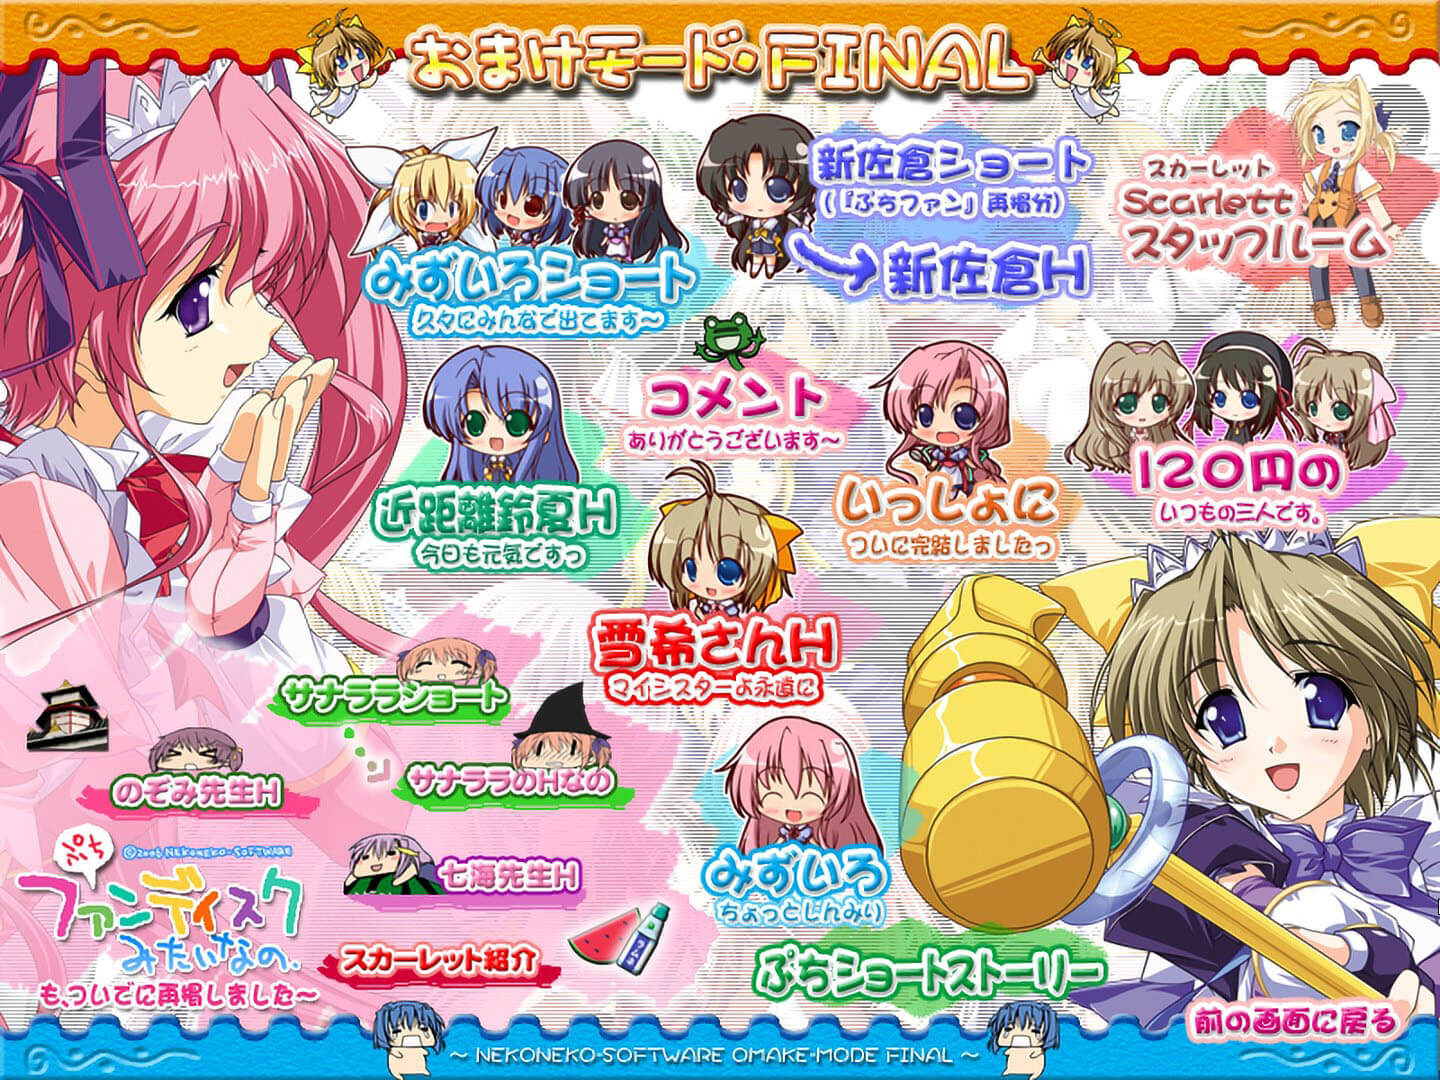 おまけモード・FINAL
みずいろショート
久々にみんなで出てます～
新佐倉ショート
(『ぷちファン』再掲分)
新佐倉H
スカーレット
Scarlett
スタッフルーム
コメント
ありがとうございます～
近距離鈴夏H
今日も元気ですっ
いっしょに
ついに完結しましたっ
120円の
いつもの三人です。
雪希さんH
マイシスターよ永遠に
サナララショート
のぞみ先生H
サナララのHなの
七海先生H
スカーレット紹介
ぷち
©2006 NEKONEKO-SOFTWARE
ファンディスク
みたいなの。
も、ついでに再掲しました～
みずいろ
ちょっとしんみり
ぷちショートストーリー
前の画面に戻る
～ NEKONEKO-SOFTWARE OMAKE-MODE FINAL ～